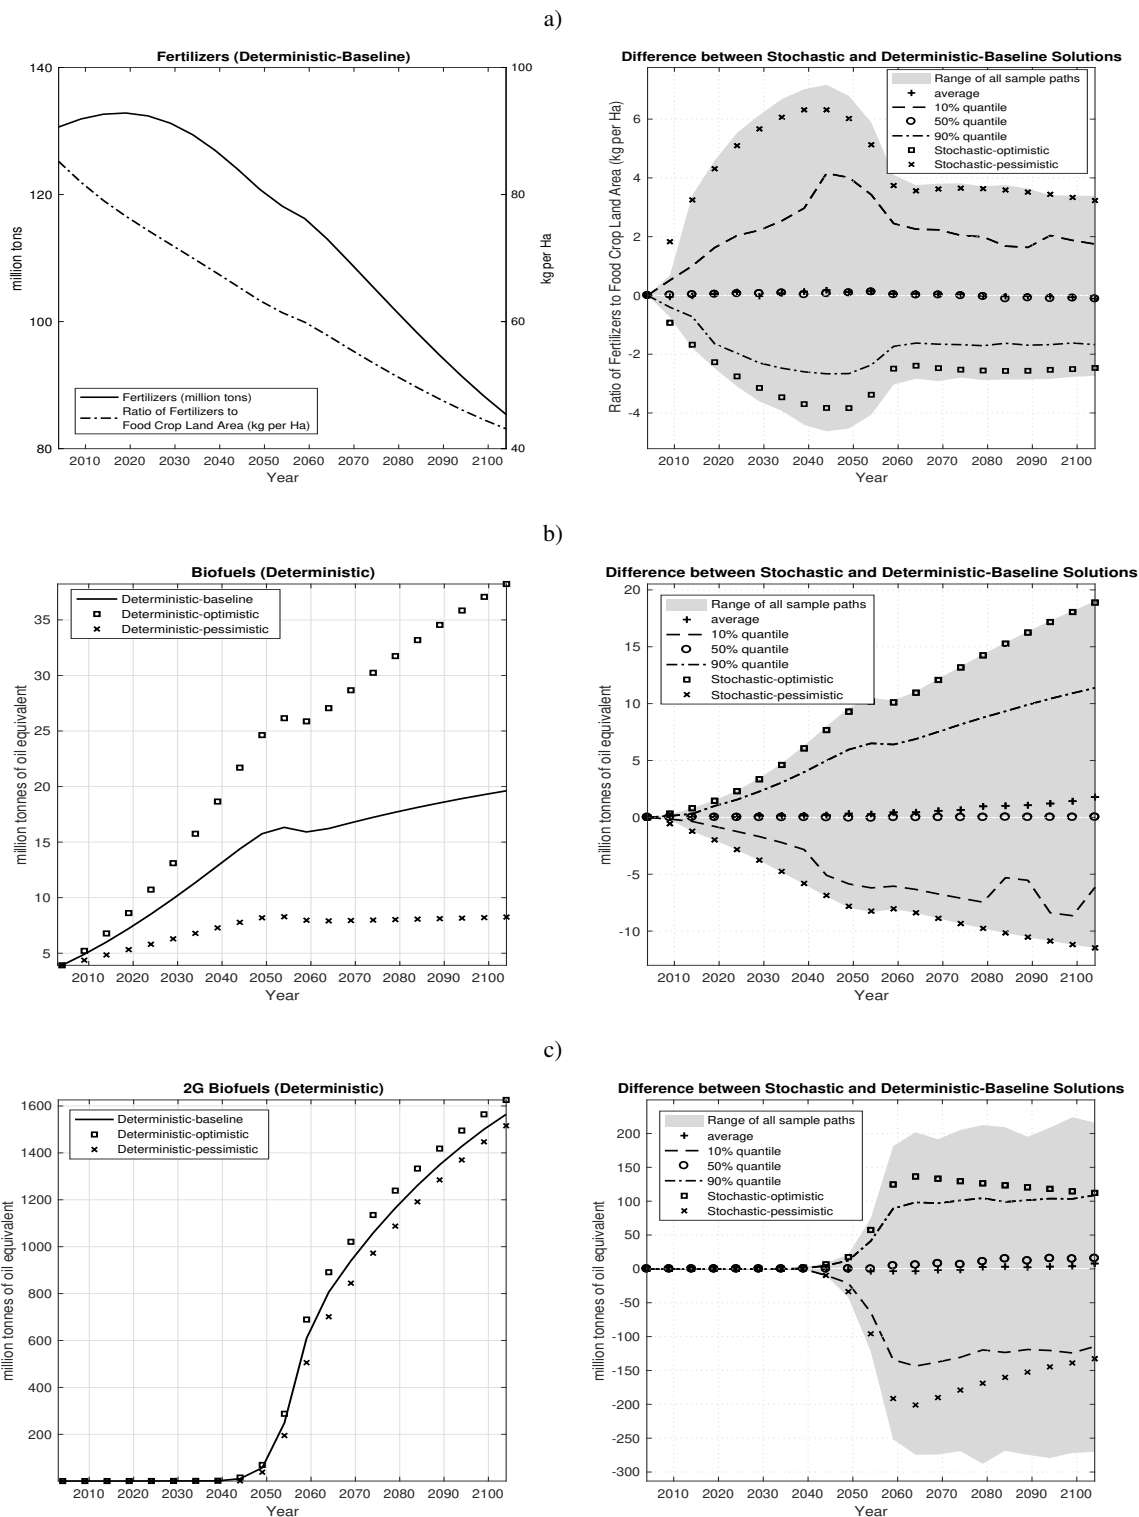 a)
Fertilizers (Deterministic-Baseline)
140
120
100
80
million tons
100
80
60
40
kg per Ha
Fertilizers (million tons)
Ratio of Fertilizers to
Food Crop Land Area (kg per Ha)
2010 2020 2030 2040 2050 2060 2070 2080 2090 2100
Year
Difference between Stochastic and Deterministic-Baseline Solutions
Ratio of Fertilizers to Food Crop Land Area (kg per Ha)
6
4
2
0
-2
-4
Range of all sample paths
average
10% quantile
50% quantile
90% quantile
Stochastic-optimistic
Stochastic-pessimistic
2010 2020 2030 2040 2050 2060 2070 2080 2090 2100
Year
b)
Biofuels (Deterministic)
million tonnes of oil equivalent
35
30
25
20
15
10
5
Deterministic-baseline
Deterministic-optimistic
Deterministic-pessimistic
2010 2020 2030 2040 2050 2060 2070 2080 2090 2100
Year
Difference between Stochastic and Deterministic-Baseline Solutions
million tonnes of oil equivalent
20
15
10
5
0
-5
-10
Range of all sample paths
average
10% quantile
50% quantile
90% quantile
Stochastic-optimistic
Stochastic-pessimistic
2010 2020 2030 2040 2050 2060 2070 2080 2090 2100
Year
c)
2G Biofuels (Deterministic)
million tonnes of oil equivalent
1600
1400
1200
1000
800
600
400
200
Deterministic-baseline
Deterministic-optimistic
Deterministic-pessimistic
2010 2020 2030 2040 2050 2060 2070 2080 2090 2100
Year
Difference between Stochastic and Deterministic-Baseline Solutions
million tonnes of oil equivalent
200
150
100
50
0
-50
-100
-150
-200
-250
-300
Range of all sample paths
average
10% quantile
50% quantile
90% quantile
Stochastic-optimistic
Stochastic-pessimistic
2010 2020 2030 2040 2050 2060 2070 2080 2090 2100
Year